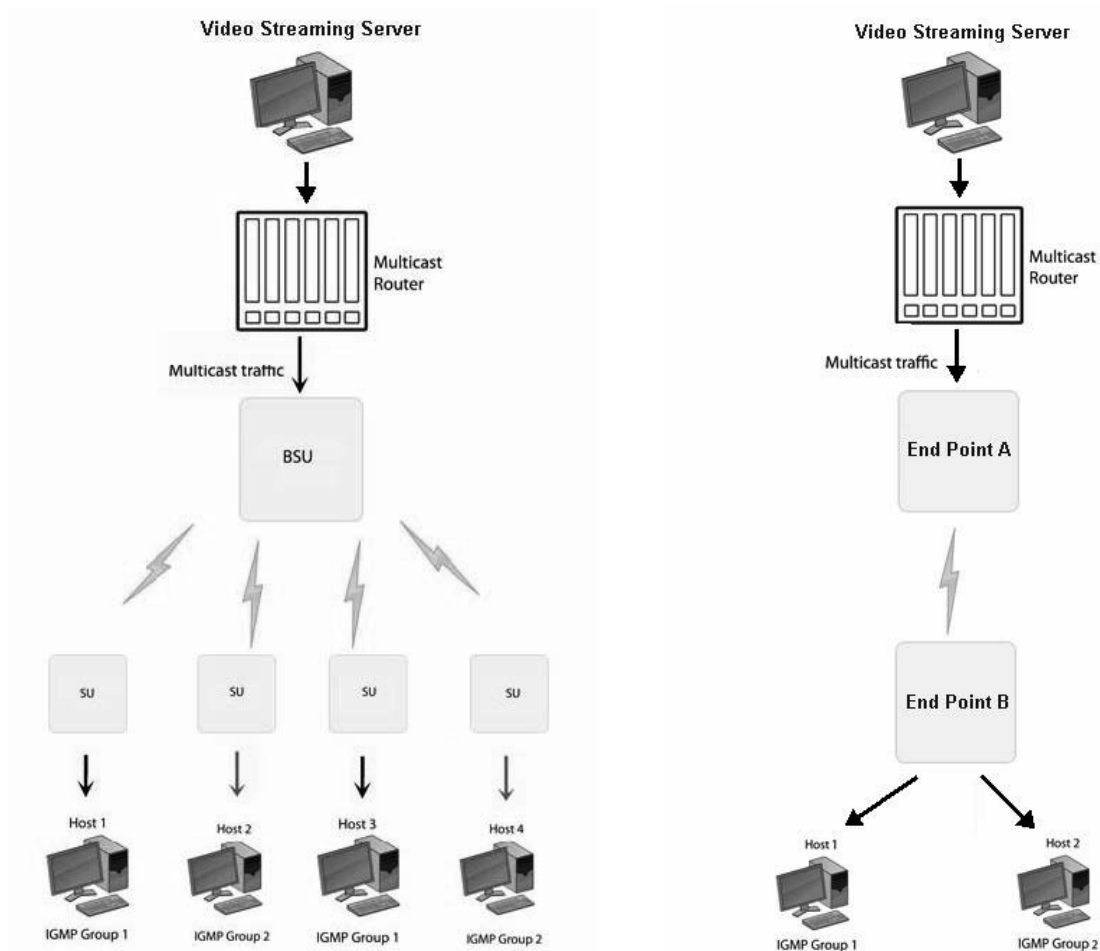 Video Streaming Server
Multicast
Router
Multicast traffic
BSU
SU
SU
SU
SU
Host 1
Host 2
Host 3
Host 4
IGMP Group 1
IGMP Group 2
IGMP Group 1
IGMP Group 2
Video Streaming Server
Multicast
Router
Multicast traffic
End Point A
End Point B
Host 1
Host 2
IGMP Group 1
IGMP Group 2